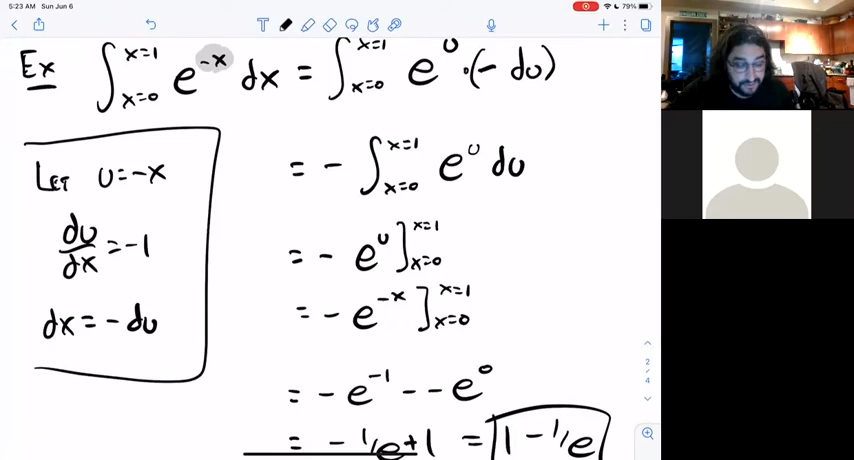 5:23 AM Sun Jun 6
79%
T
Ex ∫_{x=0}^{x=1} e^{-x} dx = ∫_{x=0}^{x=1} e^u · (- du)
LET u = -x
du/dx = -1
dx = - du
= - ∫_{x=0}^{x=1} e^u du
= - e^u ]_{x=0}^{x=1}
= - e^{-x} ]_{x=0}^{x=1}
= - e^{-1} - - e^0
= - 1/e + 1 = 1 - 1/e
2
/
4